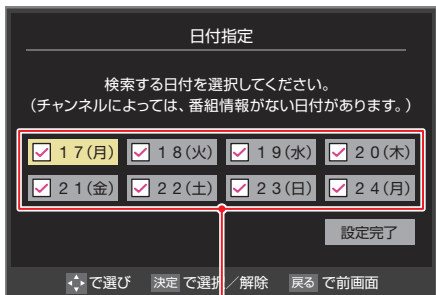 日付指定
検索する日付を選択してください。
(チャンネルによっては、番組情報がない日付があります。)
17(月) 18(火) 19(水) 20(木)
21(金) 22(土) 23(日) 24(月)
設定完了
で選び 決定 で選択/解除 戻る で前画面